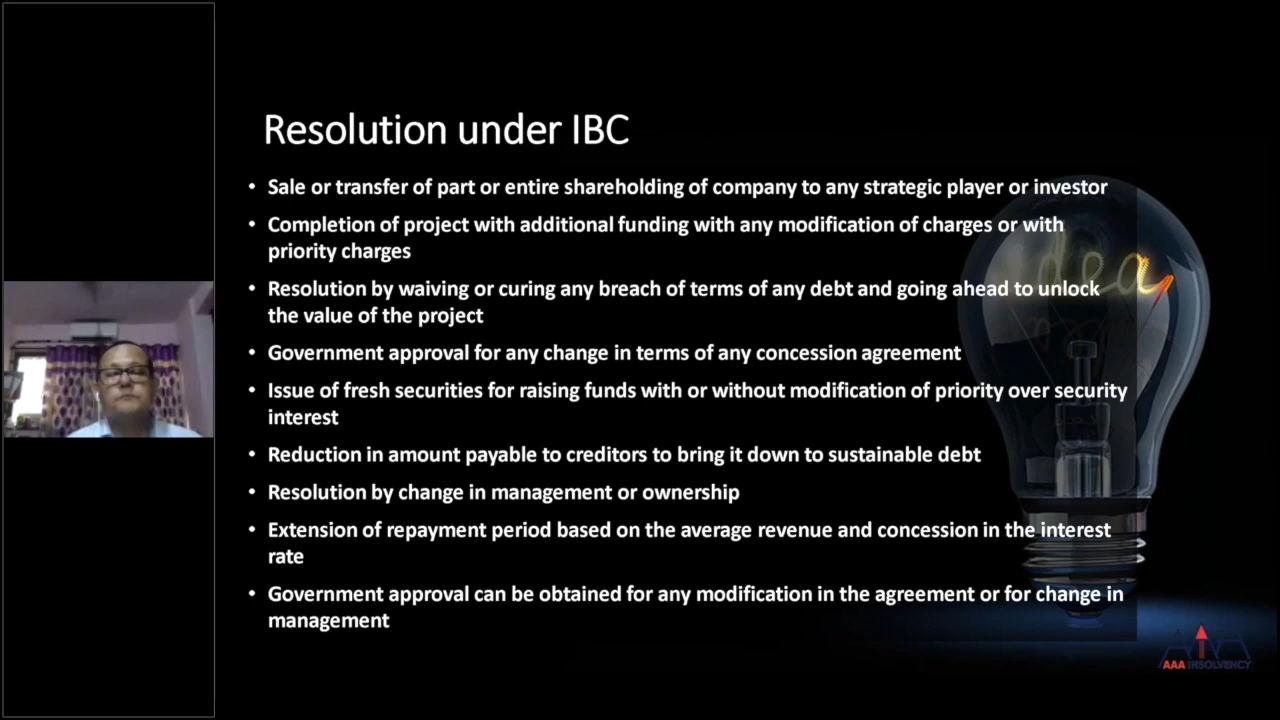 Resolution under IBC
• Sale or transfer of part or entire shareholding of company to any strategic player or investor
• Completion of project with additional funding with any modification of charges or with
priority charges
• Resolution by waiving or curing any breach of terms of any debt and going ahead to unlock
the value of the project
• Government approval for any change in terms of any concession agreement
• Issue of fresh securities for raising funds with or without modification of priority over security
interest
• Reduction in amount payable to creditors to bring it down to sustainable debt
• Resolution by change in management or ownership
• Extension of repayment period based on the average revenue and concession in the interest
rate
• Government approval can be obtained for any modification in the agreement or for change in
management
idea
AAA INSOLVENCY